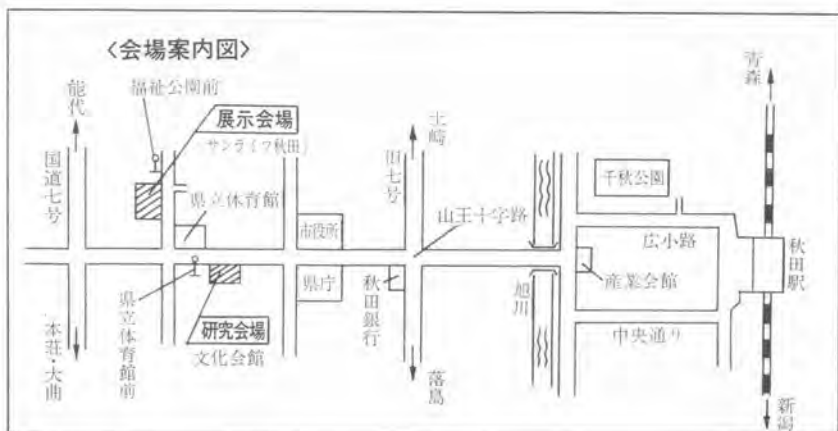 〈会場案内図〉
能代
国道七号
本荘・大曲
福祉公園前
展示会場
サンライフ秋田
県立体育館
県立体育館前
研究会場
文化会館
市役所
県庁
土崎
旧七号
山王十字路
秋田銀行
落島
旭川
千秋公園
広小路
産業会館
中央通り
青森
秋田駅
新潟